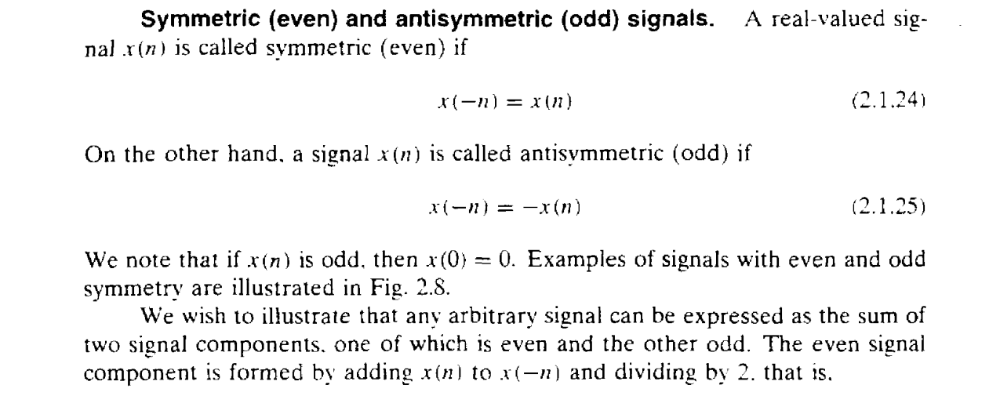 Symmetric (even) and antisymmetric (odd) signals. A real-valued sig-
nal x(n) is called symmetric (even) if
x(−n) = x(n) (2.1.24)
On the other hand, a signal x(n) is called antisymmetric (odd) if
x(−n) = −x(n) (2.1.25)
We note that if x(n) is odd, then x(0) = 0. Examples of signals with even and odd
symmetry are illustrated in Fig. 2.8.
We wish to illustrate that any arbitrary signal can be expressed as the sum of
two signal components, one of which is even and the other odd. The even signal
component is formed by adding x(n) to x(−n) and dividing by 2, that is,